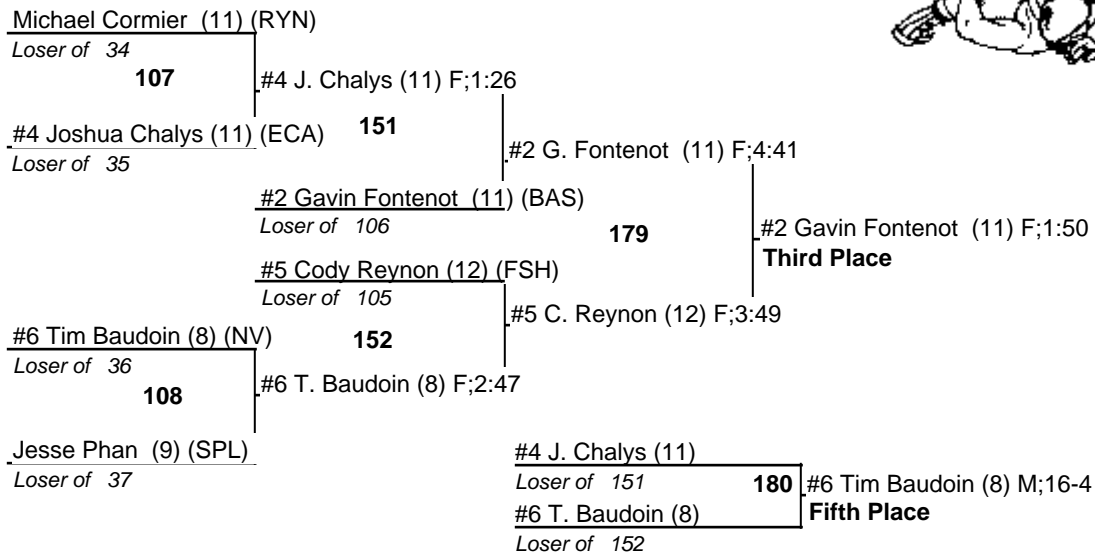 Michael Cormier (11) (RYN)
Loser of 34
107
#4 J. Chalys (11) F;1:26
#4 Joshua Chalys (11) (ECA)
151
Loser of 35
#2 G. Fontenot (11) F;4:41
#2 Gavin Fontenot (11) (BAS)
Loser of 106
179
#2 Gavin Fontenot (11) F;1:50
Third Place
#5 Cody Reynon (12) (FSH)
Loser of 105
#5 C. Reynon (12) F;3:49
#6 Tim Baudoin (8) (NV)
152
Loser of 36
#6 T. Baudoin (8) F;2:47
108
Jesse Phan (9) (SPL)
Loser of 37
#4 J. Chalys (11)
Loser of 151
180
#6 Tim Baudoin (8) M;16-4
#6 T. Baudoin (8)
Fifth Place
Loser of 152